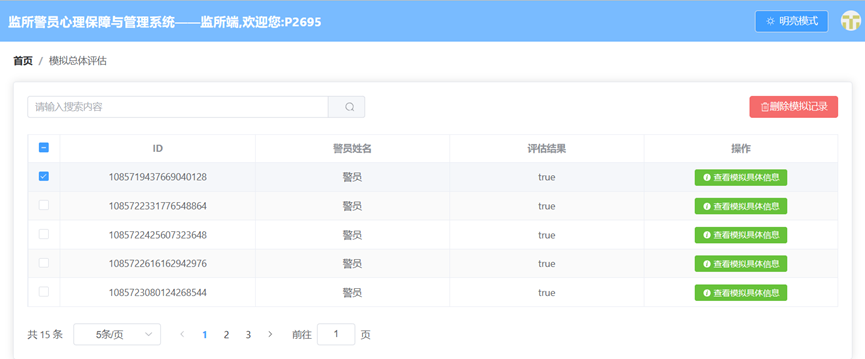 监所警员心理保障与管理系统——监所端,欢迎您:P2695
明亮模式
首页 / 模拟总体评估
请输入搜索内容
删除模拟记录
ID 警员姓名 评估结果 操作
1085719437669040128 警员 true 查看模拟具体信息
1085722331776548864 警员 true 查看模拟具体信息
1085722425607323648 警员 true 查看模拟具体信息
1085722616162942976 警员 true 查看模拟具体信息
1085723080124268544 警员 true 查看模拟具体信息
共 15 条 5条/页 1 2 3 前往 1 页